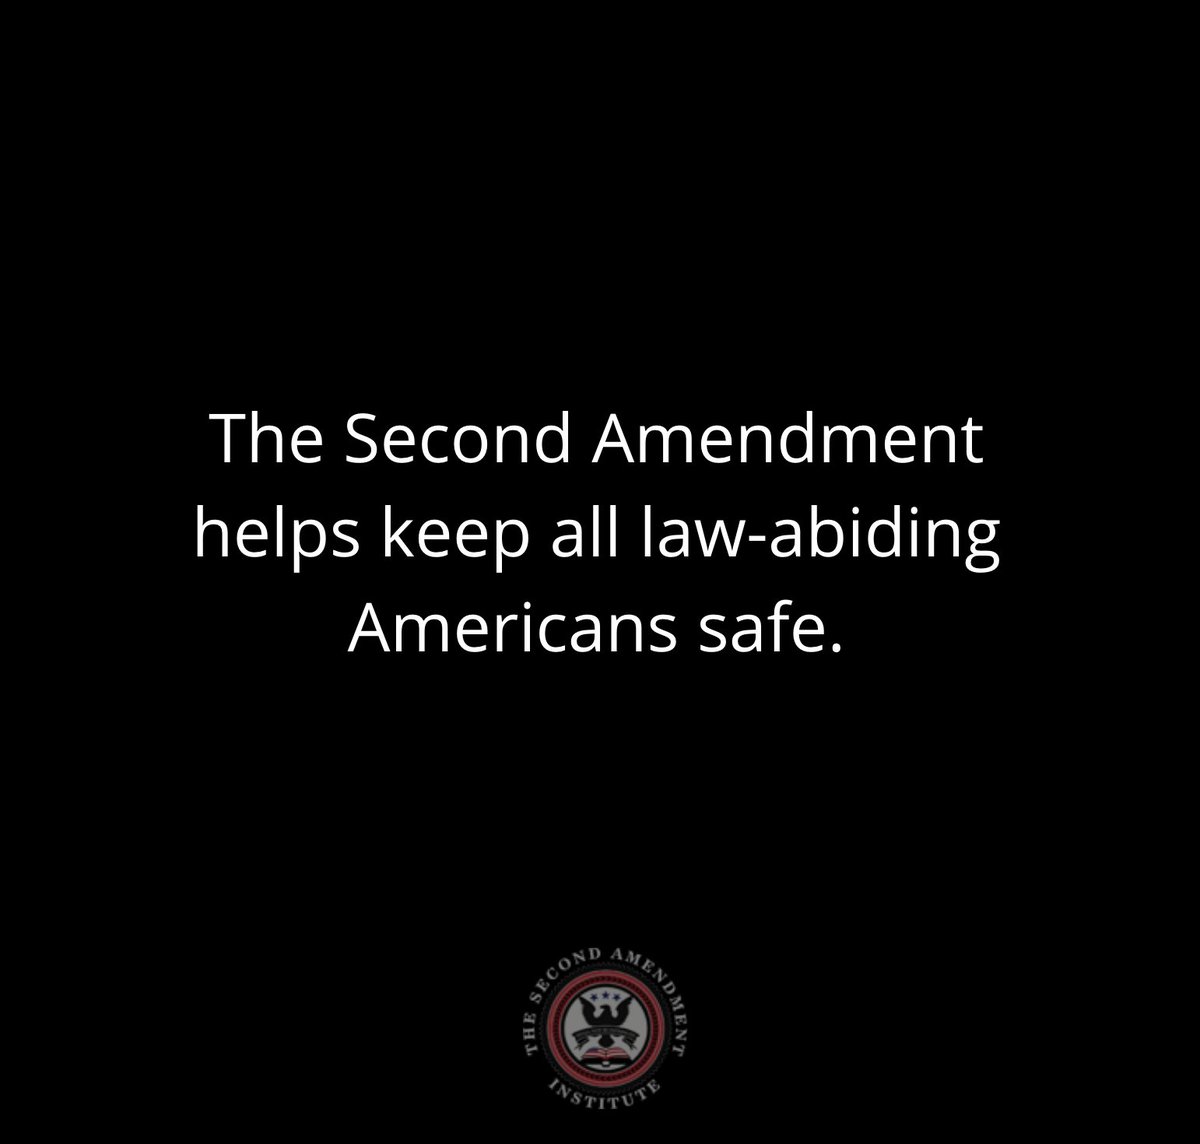 The Second Amendment
helps keep all law-abiding
Americans safe.
THE SECOND AMENDMENT
INSTITUTE